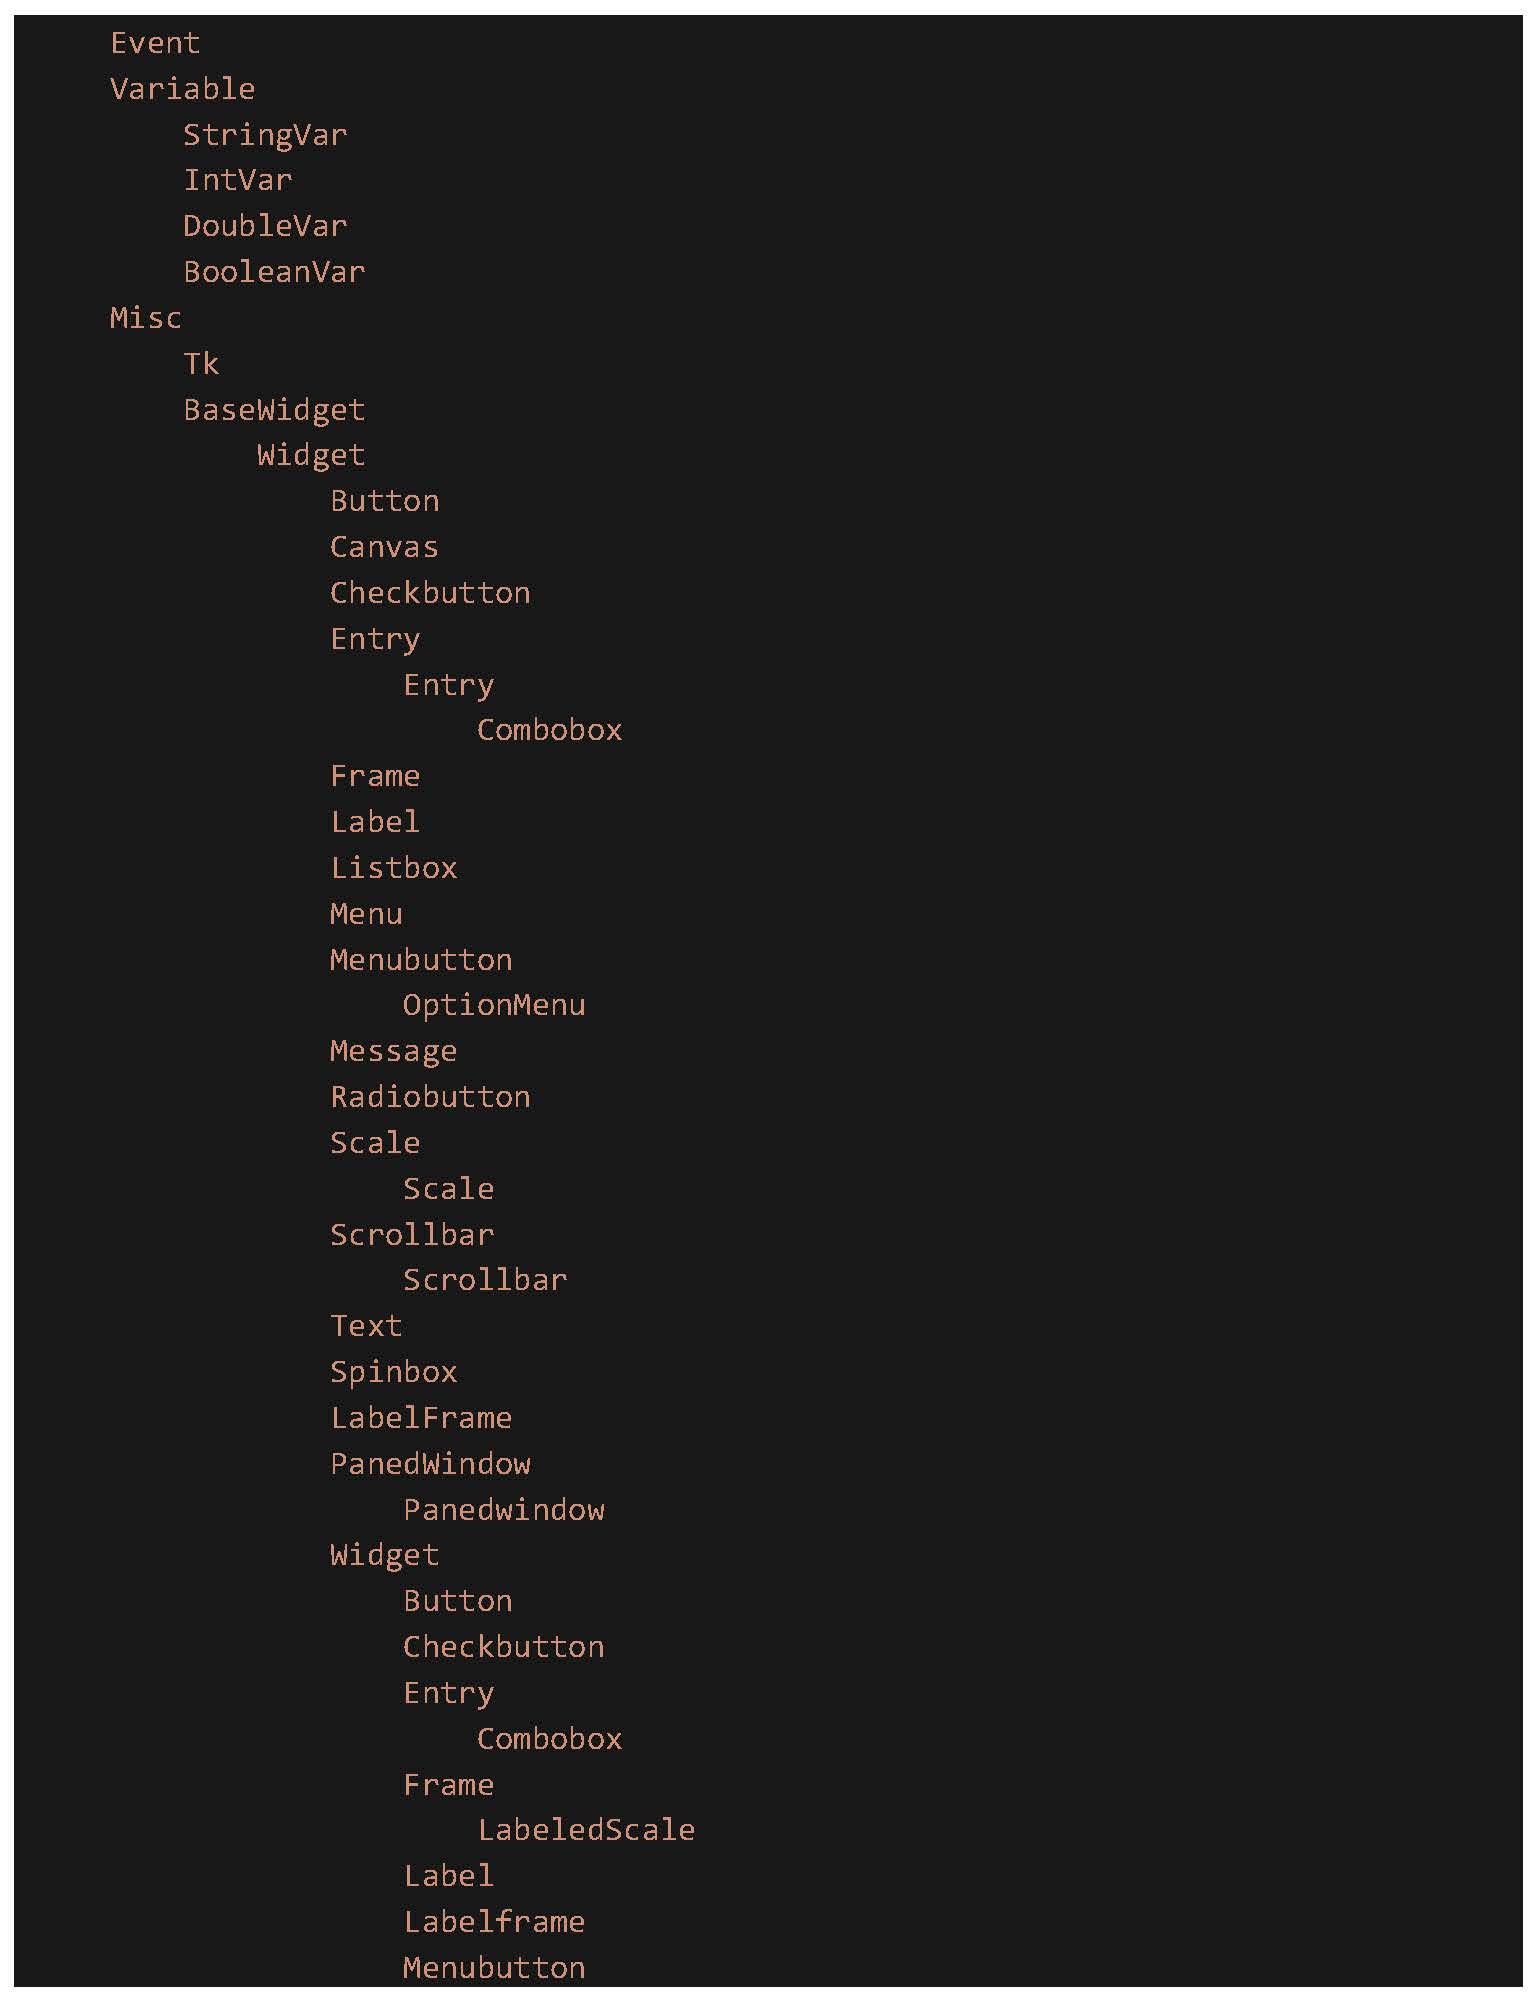 Event
Variable
StringVar
IntVar
DoubleVar
BooleanVar
Misc
Tk
BaseWidget
Widget
Button
Canvas
Checkbutton
Entry
Entry
Combobox
Frame
Label
Listbox
Menu
Menubutton
OptionMenu
Message
Radiobutton
Scale
Scale
Scrollbar
Scrollbar
Text
Spinbox
LabelFrame
PanedWindow
Panedwindow
Widget
Button
Checkbutton
Entry
Combobox
Frame
LabeledScale
Label
Labelframe
Menubutton